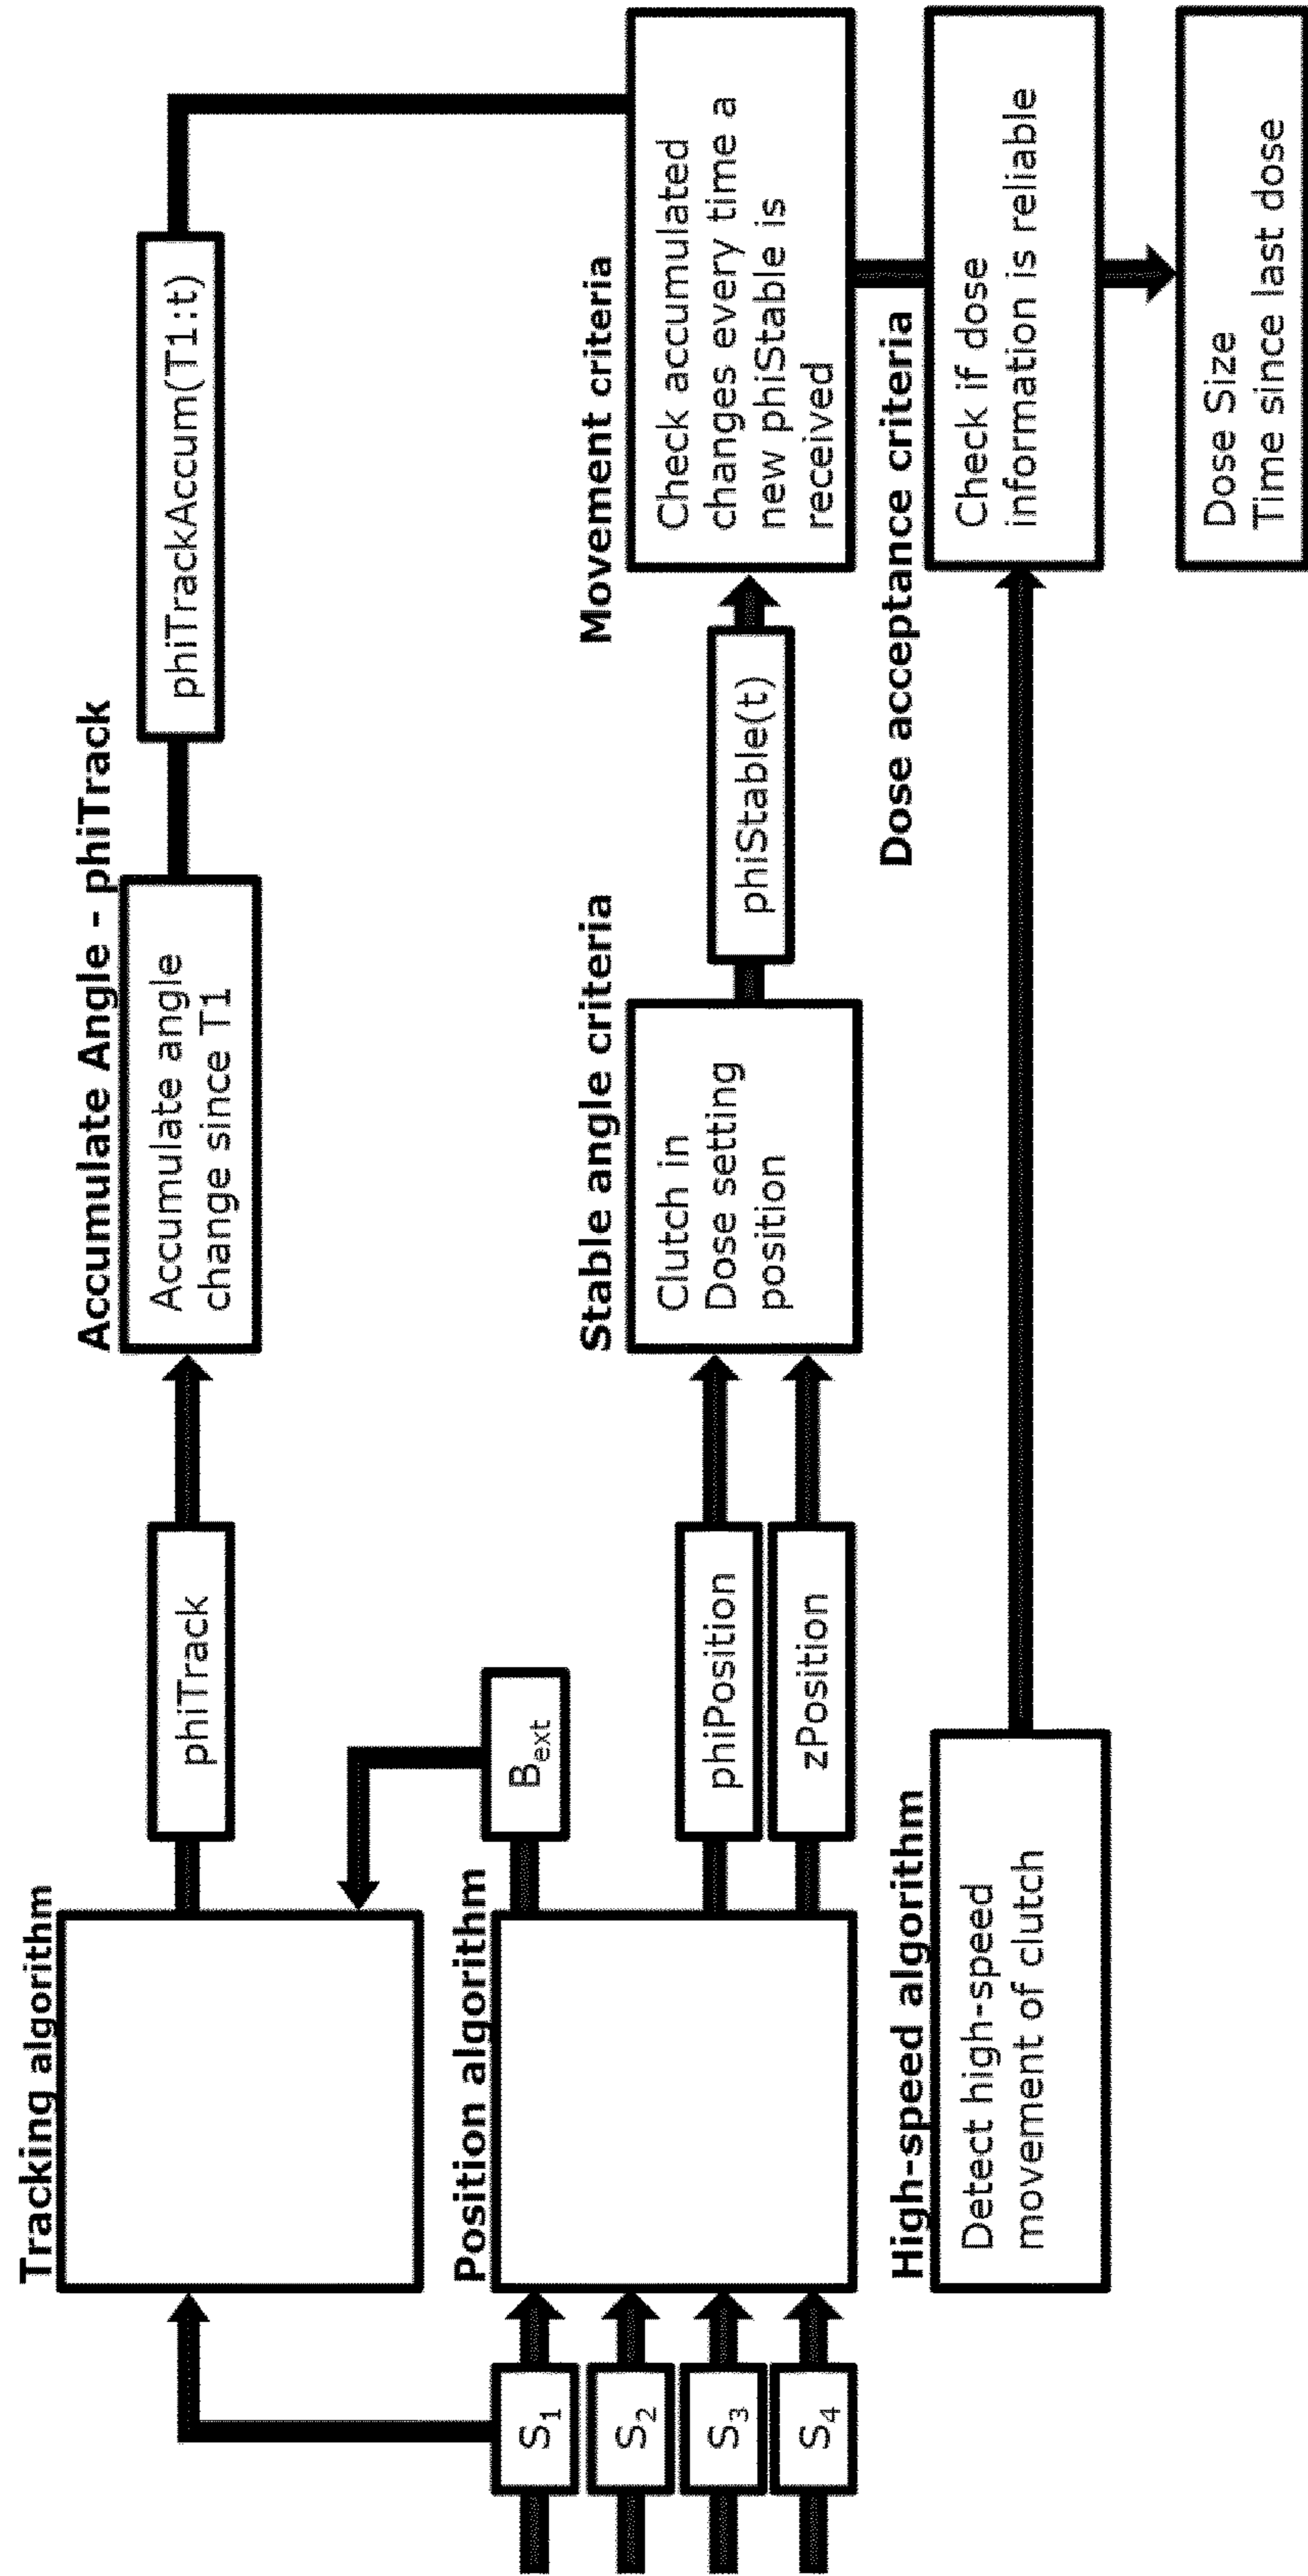 Tracking algorithm
phiTrack
Accumulate Angle - phiTrack
Accumulate angle
change since T1
phiTrackAccum(T1:t)
S1
S2
S3
S4
Position algorithm
Bext
phiPosition
zPosition
Stable angle criteria
Clutch in
Dose setting
position
phiStable(t)
Movement criteria
Check accumulated
changes every time a
new phiStable is
received
High-speed algorithm
Detect high-speed
movement of clutch
Dose acceptance criteria
Check if dose
information is reliable
Dose Size
Time since last dose